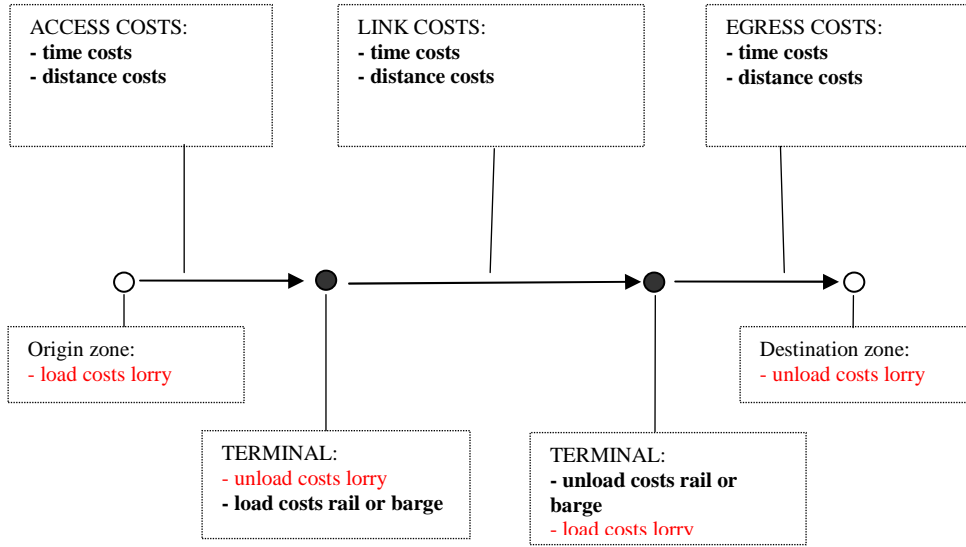 ACCESS COSTS:
- time costs
- distance costs
LINK COSTS:
- time costs
- distance costs
EGRESS COSTS:
- time costs
- distance costs
Origin zone:
- load costs lorry
Destination zone:
- unload costs lorry
TERMINAL:
- unload costs lorry
- load costs rail or barge
TERMINAL:
- unload costs rail or
barge
- load costs lorry